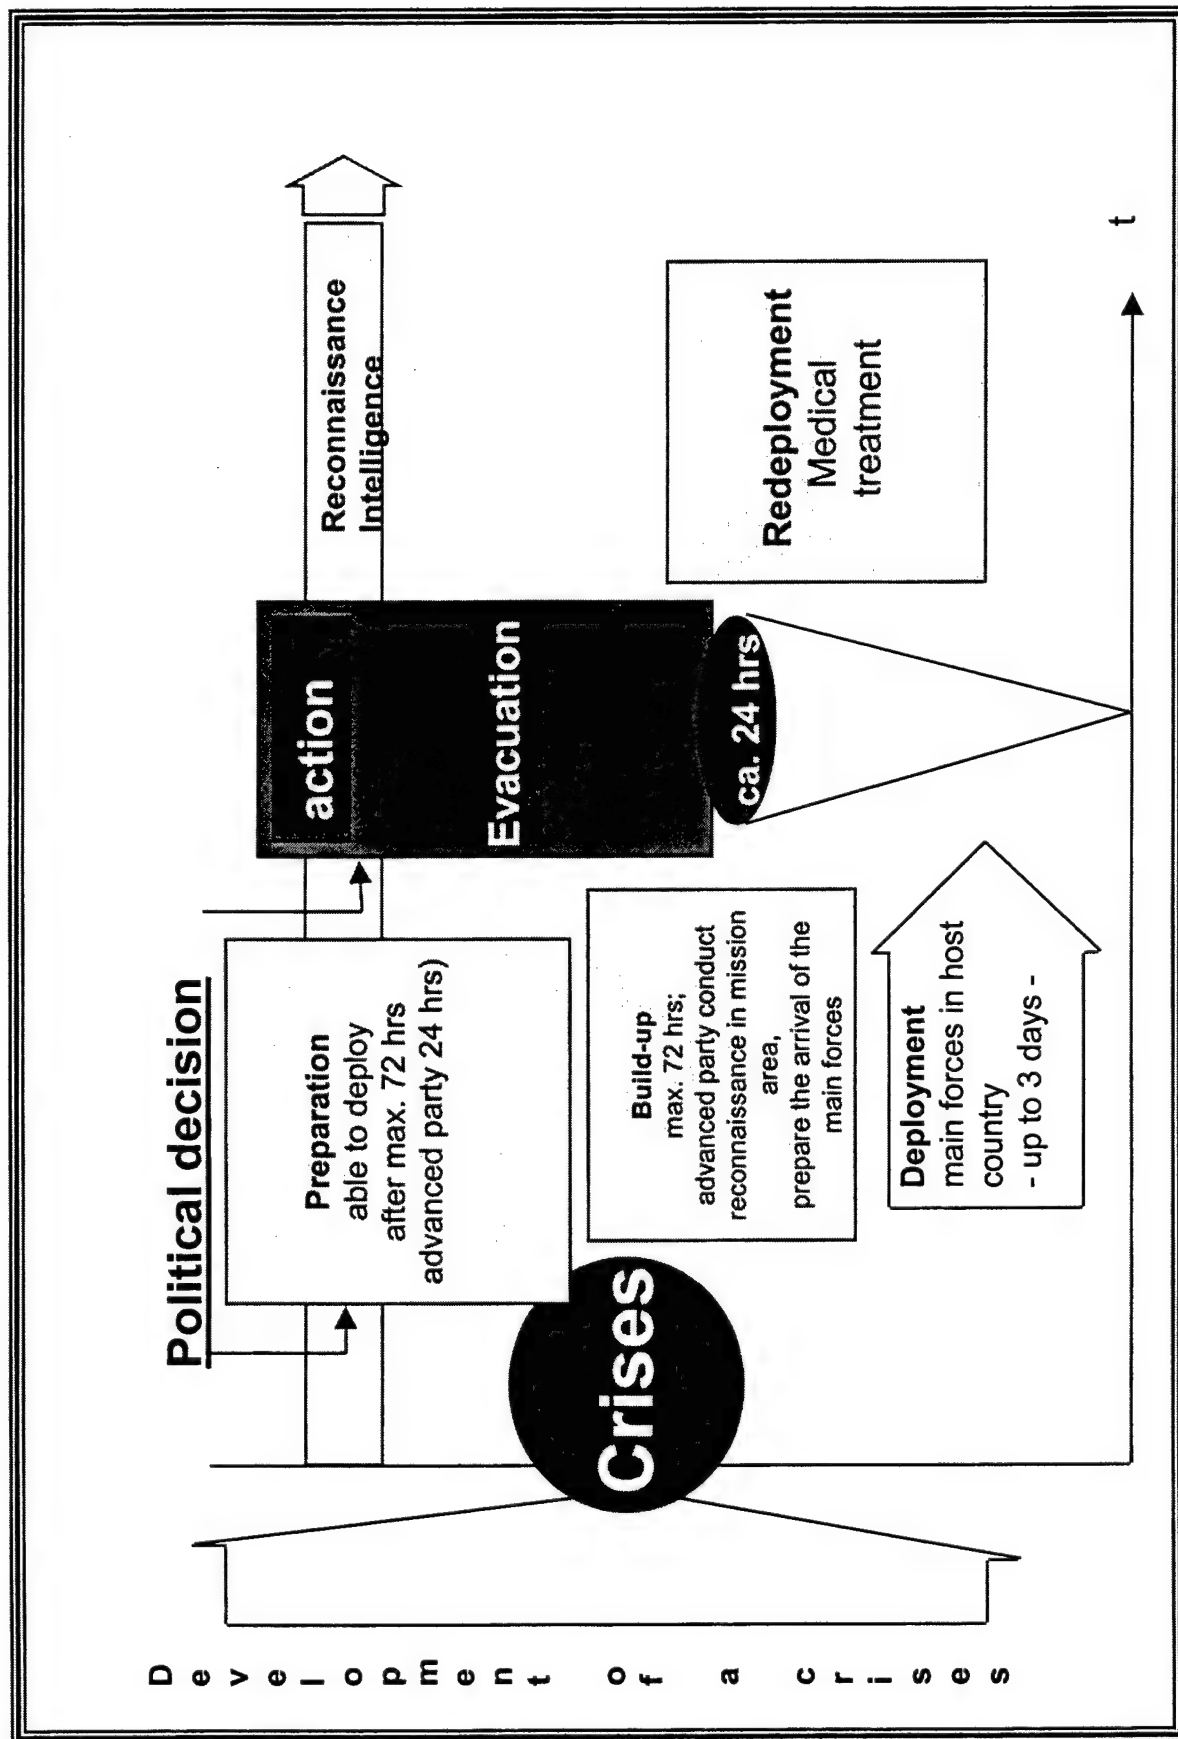 Development of a crises
Crises
Political decision
Preparation
able to deploy
after max. 72 hrs
advanced party 24 hrs)
Build-up
max. 72 hrs;
advanced party conduct
reconnaissance in mission
area,
prepare the arrival of the
main forces
Deployment
main forces in host
country
- up to 3 days -
action
Evacuation
ca. 24 hrs
Reconnaissance
Intelligence
Redeployment
Medical
treatment
t